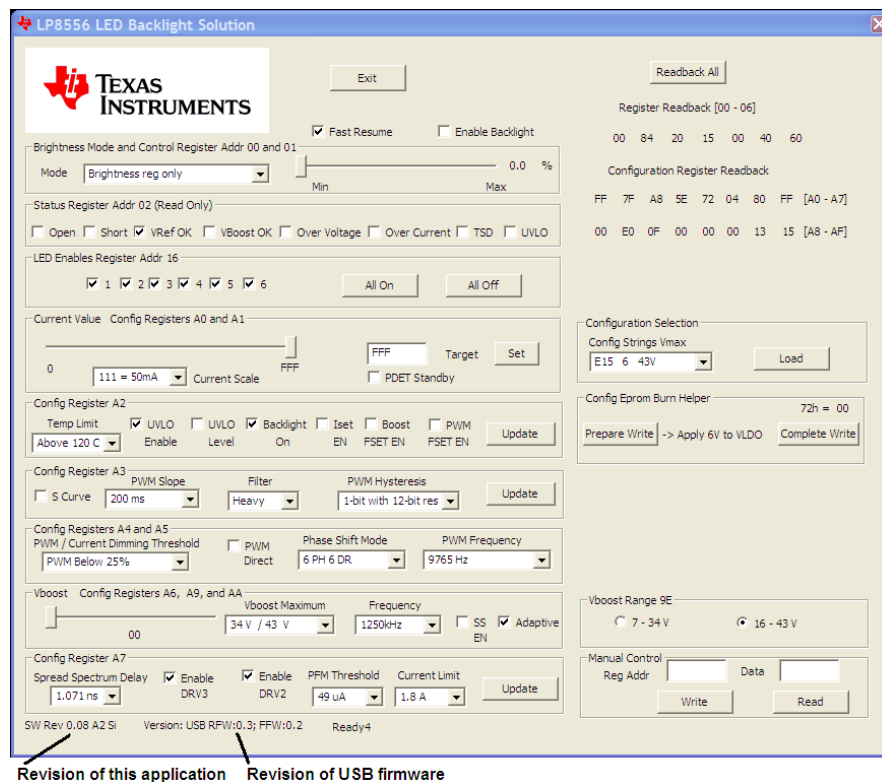 LP8556 LED Backlight Solution
TEXAS
INSTRUMENTS
Exit
Readback All
Register Readback [00 - 06]
00 84 20 15 00 40 60
Configuration Register Readback
FF 7F A8 5E 72 04 80 FF [A0 - A7]
00 E0 0F 00 00 00 13 15 [A8 - AF]
Fast Resume Enable Backlight
Brightness Mode and Control Register Addr 00 and 01
Mode Brightness reg only 0.0 %
Min Max
Status Register Addr 02 (Read Only)
Open Short VRef OK VBoost OK Over Voltage Over Current TSD UVLO
LED Enables Register Addr 16
1 2 3 4 5 6 All On All Off
Current Value Config Registers A0 and A1
FFF Target Set
0 111 = 50mA Current Scale FFF PDET Standby
Configuration Selection
Config Strings Vmax
E15 6 43V Load
Config Register A2
Temp Limit UVLO UVLO Backlight Iset Boost PWM
Above 120 C Enable Level On EN FSET EN FSET EN Update
Config Eprom Burn Helper
72h = 00
Prepare Write -> Apply 6V to VLDO Complete Write
Config Register A3
PWM Slope Filter PWM Hysteresis
S Curve 200 ms Heavy 1-bit with 12-bit res Update
Config Registers A4 and A5
PWM / Current Dimming Threshold PWM Phase Shift Mode PWM Frequency
PWM Below 25% Direct 6 PH 6 DR 9765 Hz
Vboost Config Registers A6, A9, and AA
Vboost Maximum Frequency
00 34 V / 43 V 1250kHz SS Adaptive
EN
Vboost Range 9E
7 - 34 V 16 - 43 V
Config Register A7
Spread Spectrum Delay Enable Enable PFM Threshold Current Limit
1.071 ns DRV3 DRV2 49 uA 1.8 A Update
Manual Control
Reg Addr Data
Write Read
SW Rev 0.08 A2 Si Version: USB RFW:0.3; FFW:0.2 Ready4
Revision of this application Revision of USB firmware